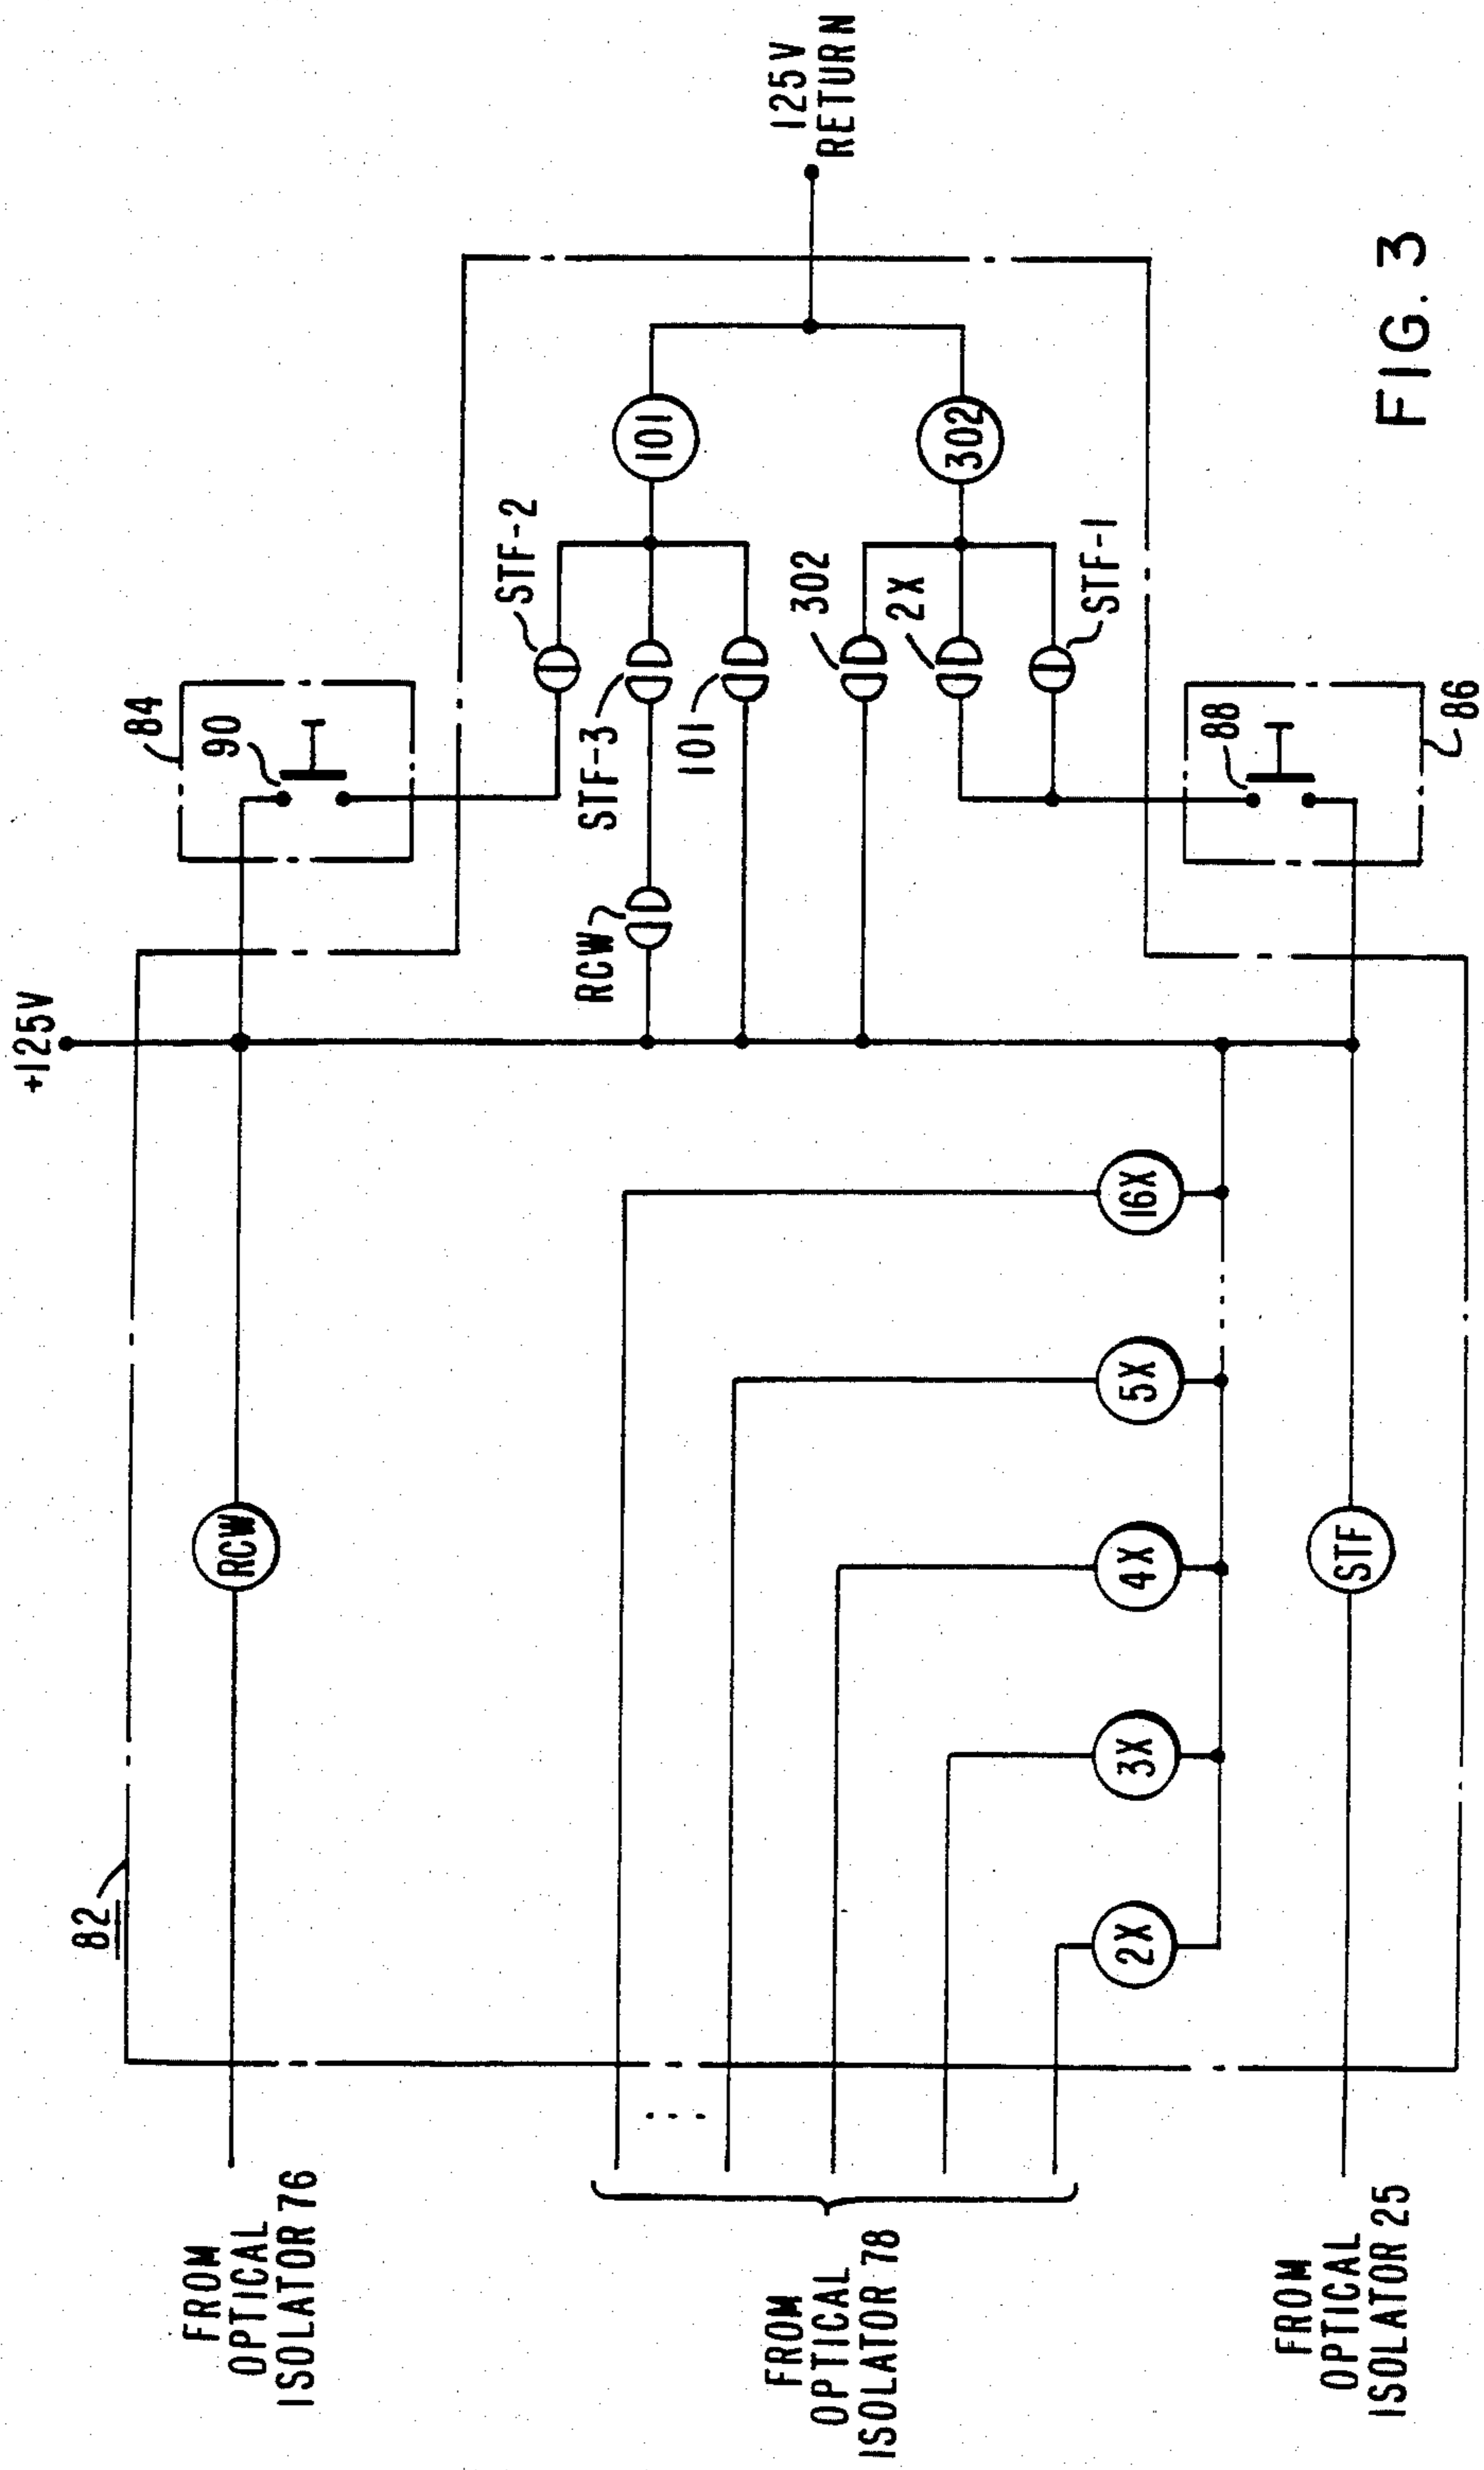 +125V
84
90
STF-2
STF-3
101
RCW
101
302
2X
STF-1
302
88
86
125V
RETURN
82
RCW
16X
5X
4X
3X
2X
STF
FROM
OPTICAL
ISOLATOR 76
FROM
OPTICAL
ISOLATOR 78
FROM
OPTICAL
ISOLATOR 25
FIG. 3